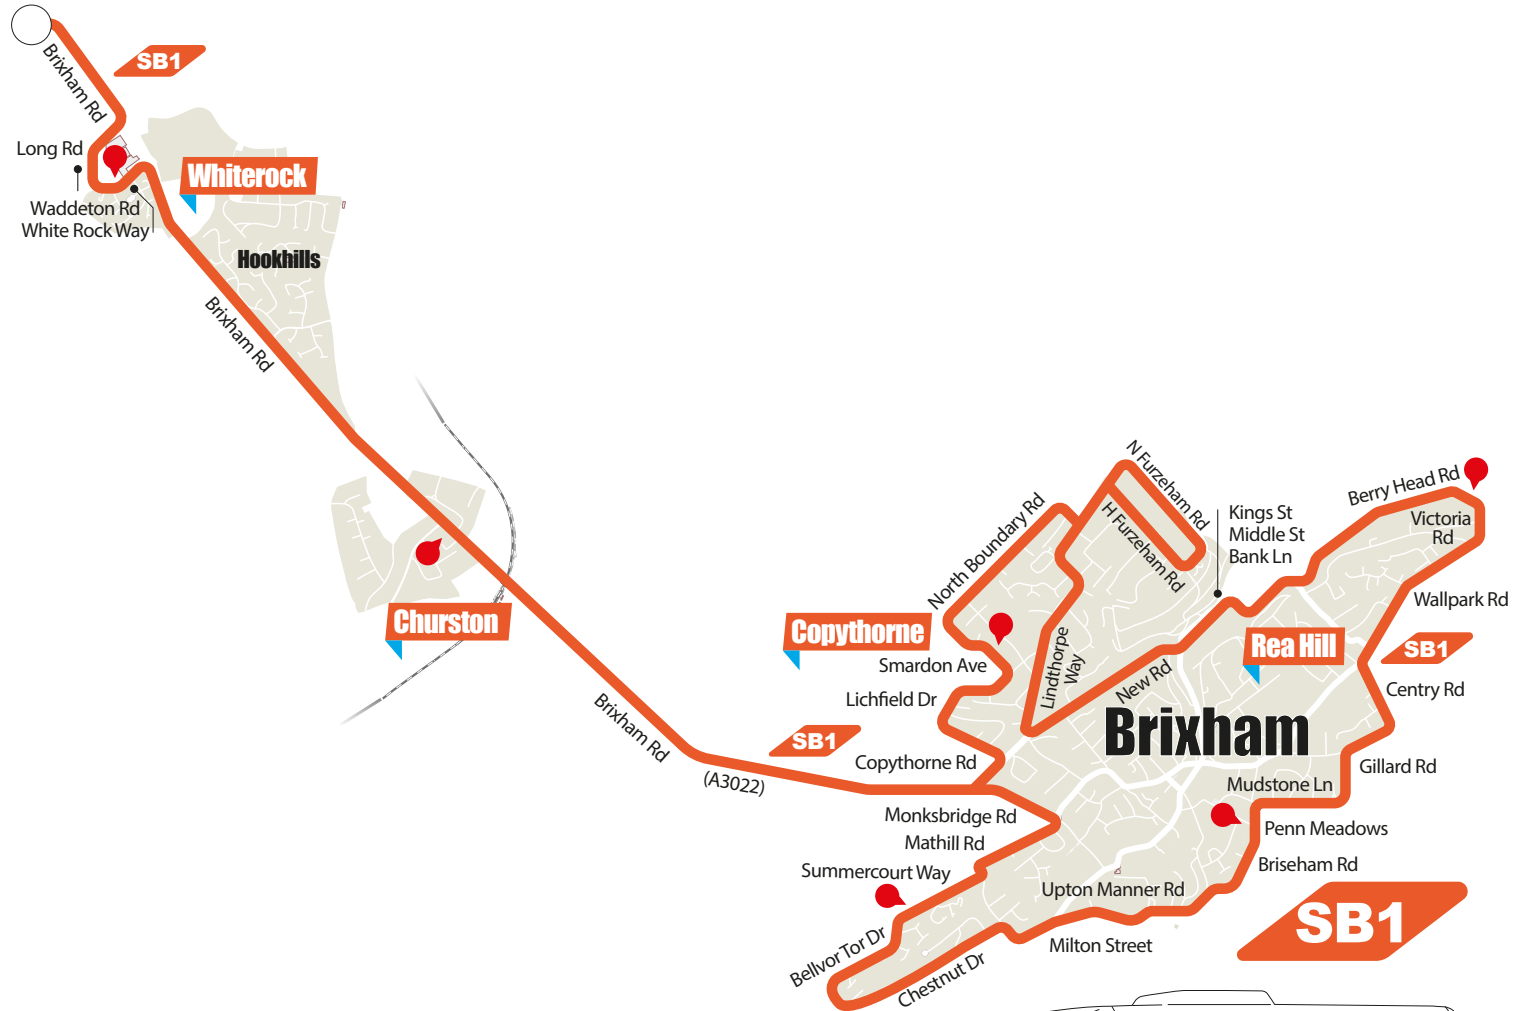 SB1
Brixham Rd
Long Rd
Whiterock
Waddeton Rd
White Rock Way
Hookhills
Brixham Rd
Churston
Brixham Rd
(A3022)
SB1
Copythorne
North Boundary Rd
N Furzeham Rd
H Furzeham Rd
Kings St
Middle St
Bank Ln
Berry Head Rd
Victoria
Rd
Wallpark Rd
SB1
Rea Hill
Smardon Ave
Lindthorpe
Way
New Rd
Centry Rd
Lichfield Dr
Brixham
Copythorne Rd
Gillard Rd
Mudstone Ln
Monksbridge Rd
Penn Meadows
Mathill Rd
Briseham Rd
Summercourt Way
Upton Manner Rd
SB1
Bellvor Tor Dr
Milton Street
Chestnut Dr